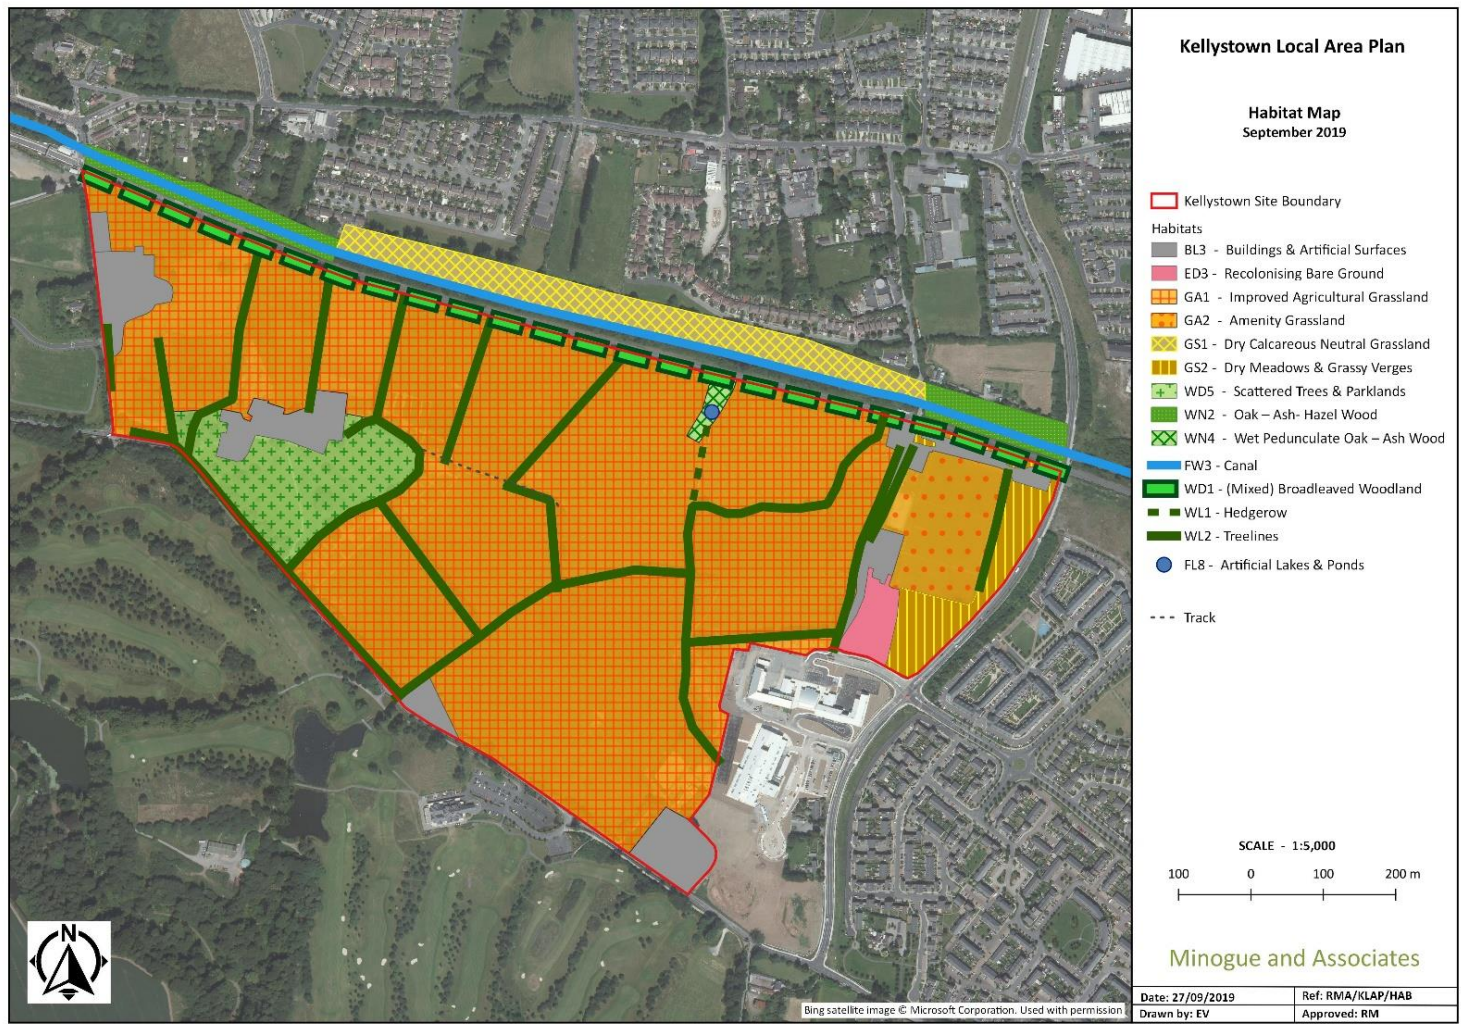 Kellystown Local Area Plan
Habitat Map
September 2019
Kellystown Site Boundary
Habitats
BL3 - Buildings & Artificial Surfaces
ED3 - Recolonising Bare Ground
GA1 - Improved Agricultural Grassland
GA2 - Amenity Grassland
GS1 - Dry Calcareous Neutral Grassland
GS2 - Dry Meadows & Grassy Verges
WD5 - Scattered Trees & Parklands
WN2 - Oak – Ash- Hazel Wood
WN4 - Wet Pedunculate Oak – Ash Wood
FW3 - Canal
WD1 - (Mixed) Broadleaved Woodland
WL1 - Hedgerow
WL2 - Treelines
FL8 - Artificial Lakes & Ponds
Track
SCALE - 1:5,000
100 0 100 200 m
Minogue and Associates
Date: 27/09/2019 Ref: RMA/KLAP/HAB
Drawn by: EV Approved: RM
N
Bing satellite image © Microsoft Corporation. Used with permission